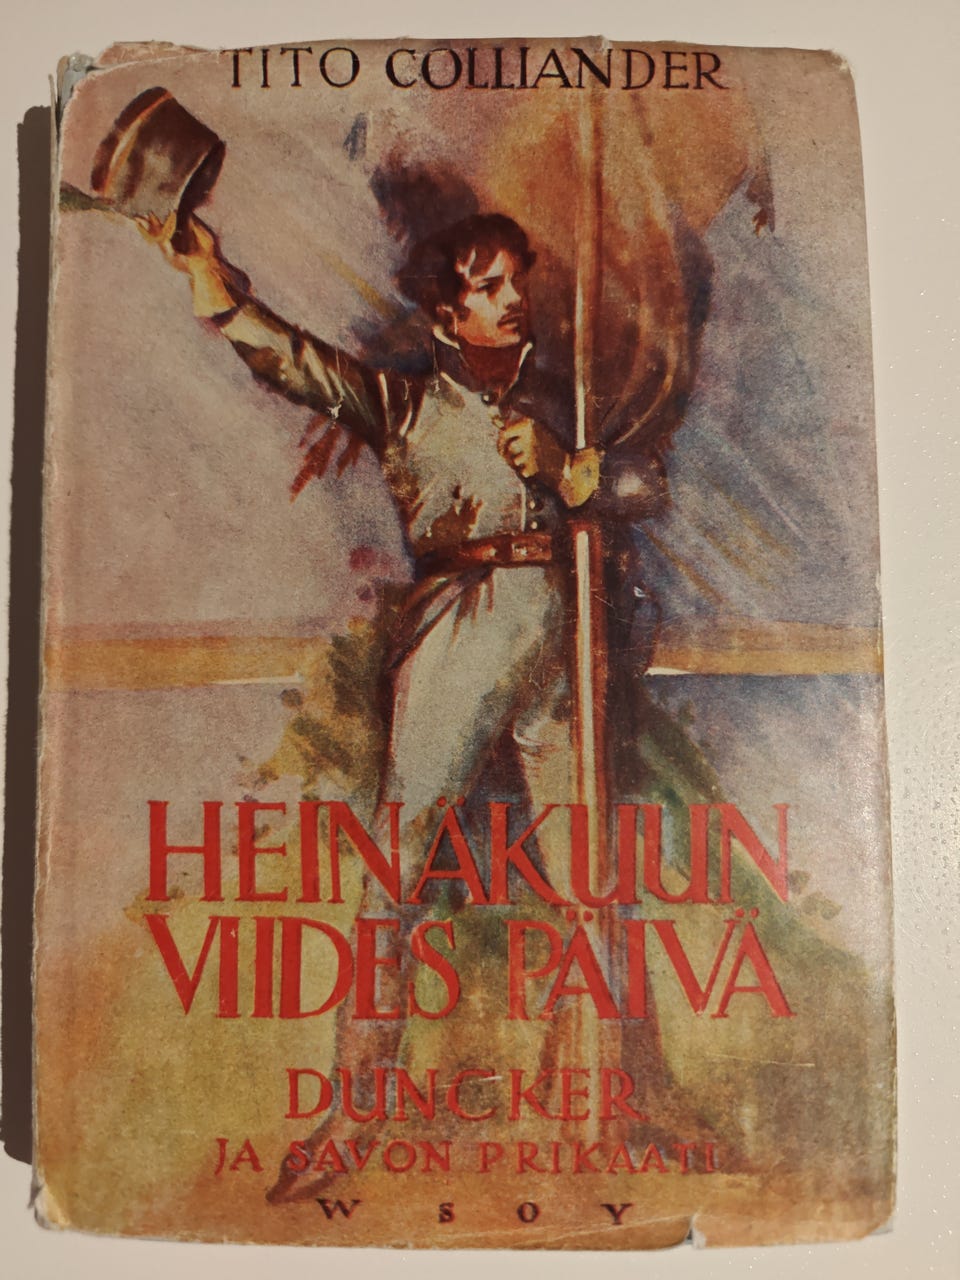 TITO COLLIANDER
HEINÄKUUN
VIIDES PÄIVÄ
DUNCKER
JA SAVON PRIKAATI
WSOY